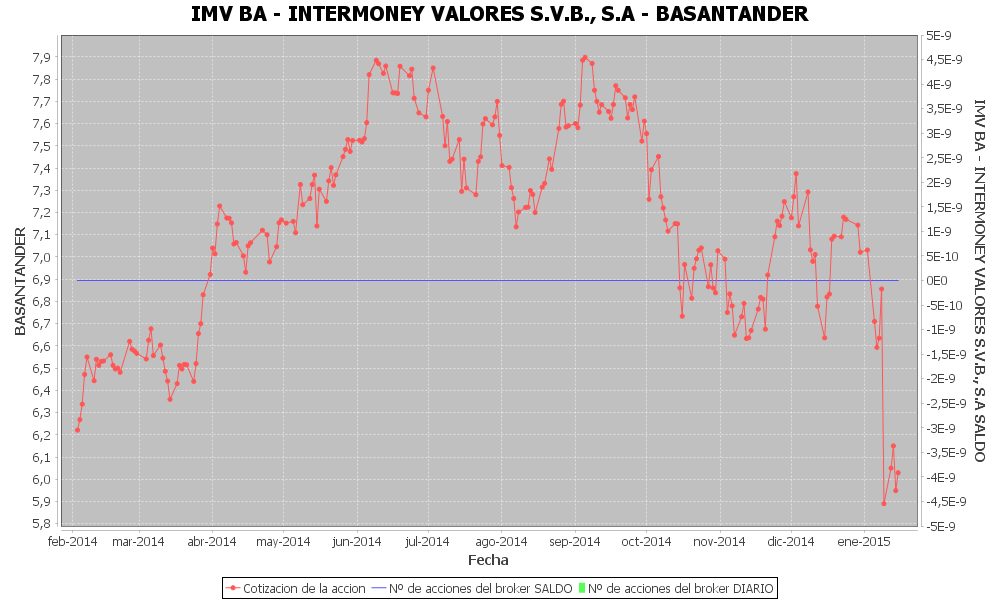 IMV BA - INTERMONEY VALORES S.V.B., S.A - BASANTANDER
BASANTANDER
7,9
7,8
7,7
7,6
7,5
7,4
7,3
7,2
7,1
7,0
6,9
6,8
6,7
6,6
6,5
6,4
6,3
6,2
6,1
6,0
5,9
5,8
5E-9
4,5E-9
4E-9
3,5E-9
3E-9
2,5E-9
2E-9
1,5E-9
1E-9
5E-10
0E0
-5E-10
-1E-9
-1,5E-9
-2E-9
-2,5E-9
-3E-9
-3,5E-9
-4E-9
-4,5E-9
-5E-9
IMV BA - INTERMONEY VALORES S.V.B., S.A SALDO
feb-2014 mar-2014 abr-2014 may-2014 jun-2014 jul-2014 ago-2014 sep-2014 oct-2014 nov-2014 dic-2014 ene-2015
Fecha
Cotizacion de la accion Nº de acciones del broker SALDO Nº de acciones del broker DIARIO